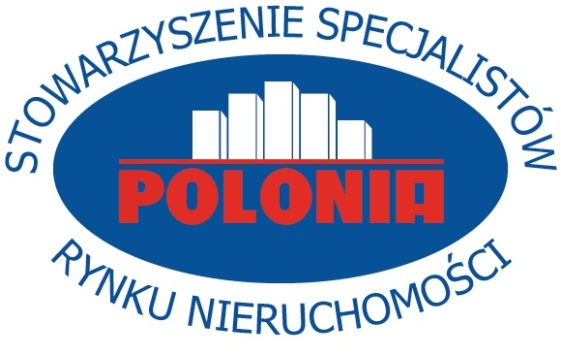 STOWARZYSZENIE SPECJALISTÓW
POLONIA
RYNKU NIERUCHOMOŚCI